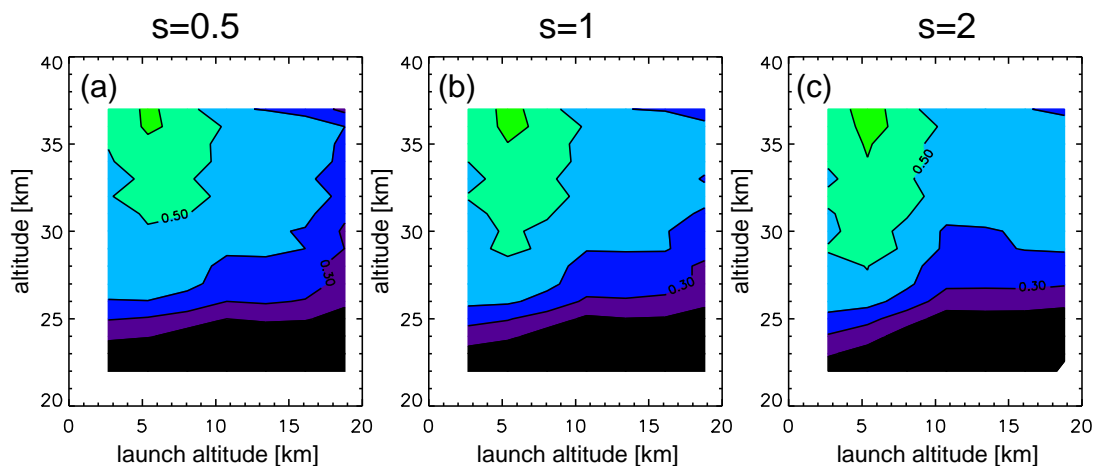 s=0.5 s=1 s=2
(a) (b) (c)
40 40 40
35 35 35
30 30 30
25 25 25
20 20 20
altitude [km] altitude [km] altitude [km]
0.50 0.30
0.30
0.50 0.30
0 5 10 15 20 0 5 10 15 20 0 5 10 15 20
launch altitude [km] launch altitude [km] launch altitude [km]